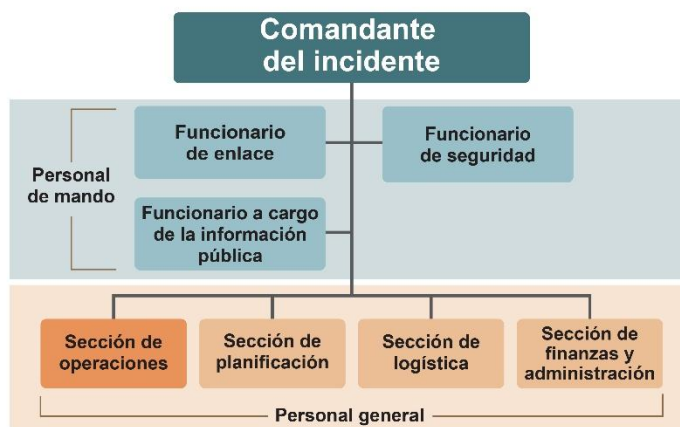 Comandante
del incidente
Personal
de mando
Funcionario
de enlace
Funcionario
de seguridad
Funcionario a cargo
de la información
pública
Sección de
operaciones
Sección de
planificación
Sección de
logística
Sección de
finanzas y
administración
Personal general